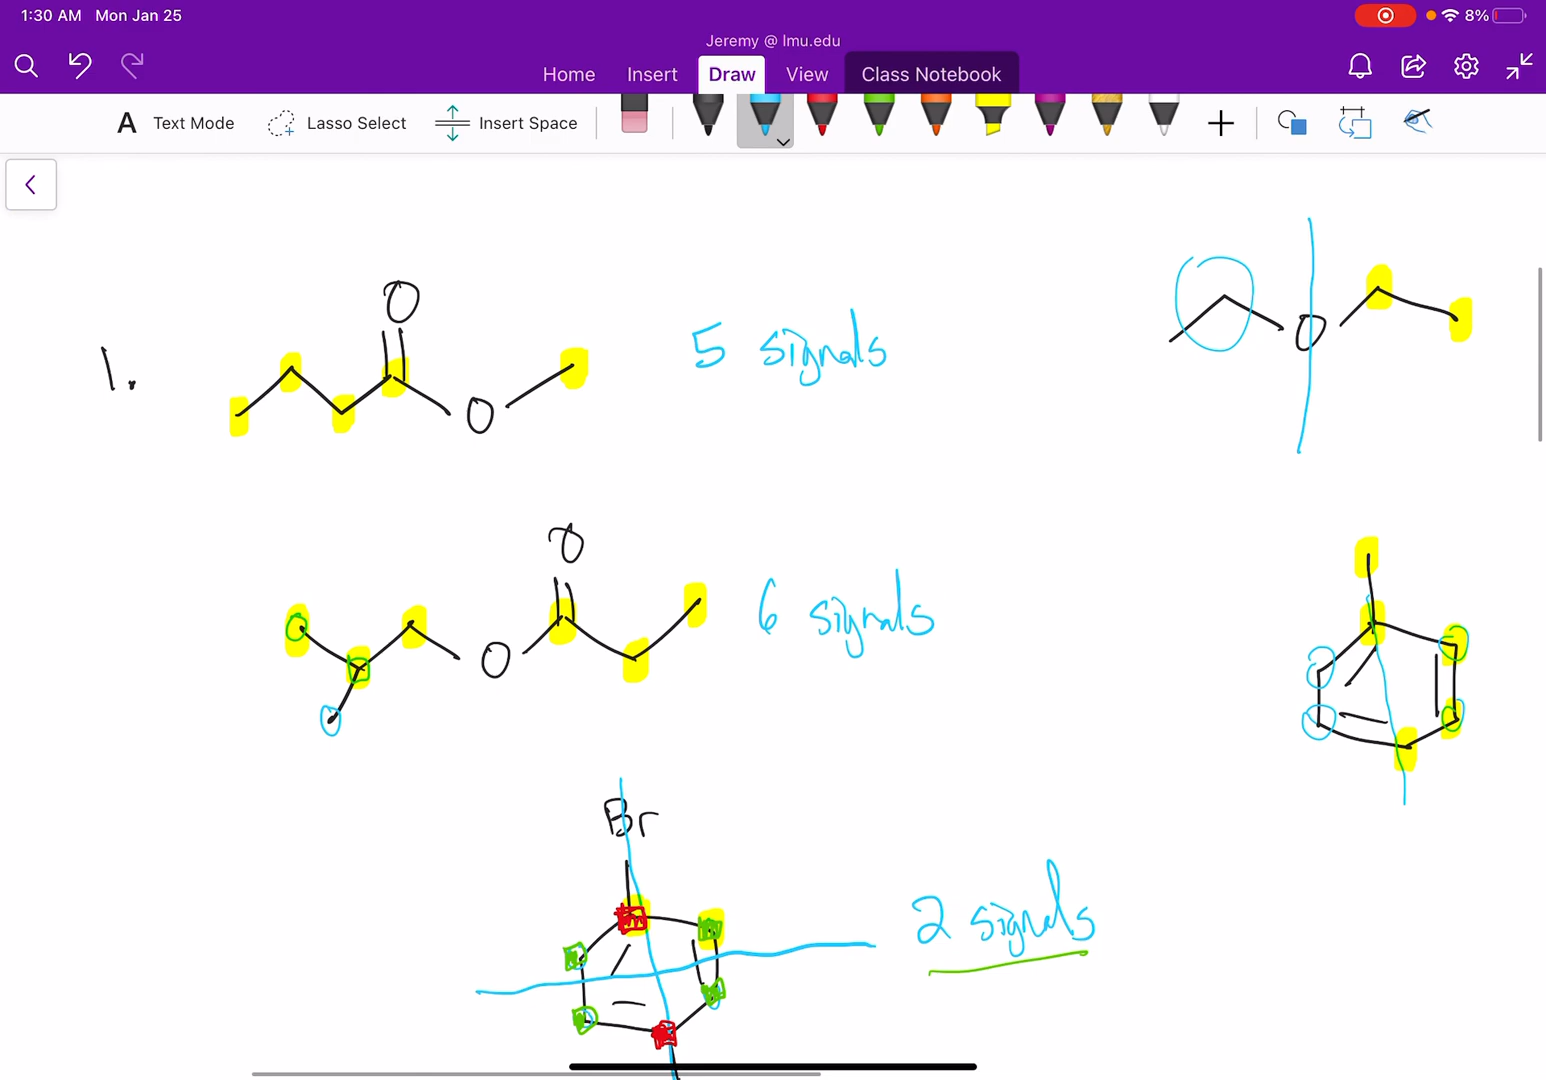 1:30 AM Mon Jan 25
8%
Jeremy @ lmu.edu
Home Insert Draw View Class Notebook
A Text Mode Lasso Select Insert Space
O
1.
O
5 signals
O
O
O
6 signals
Br
2 signals